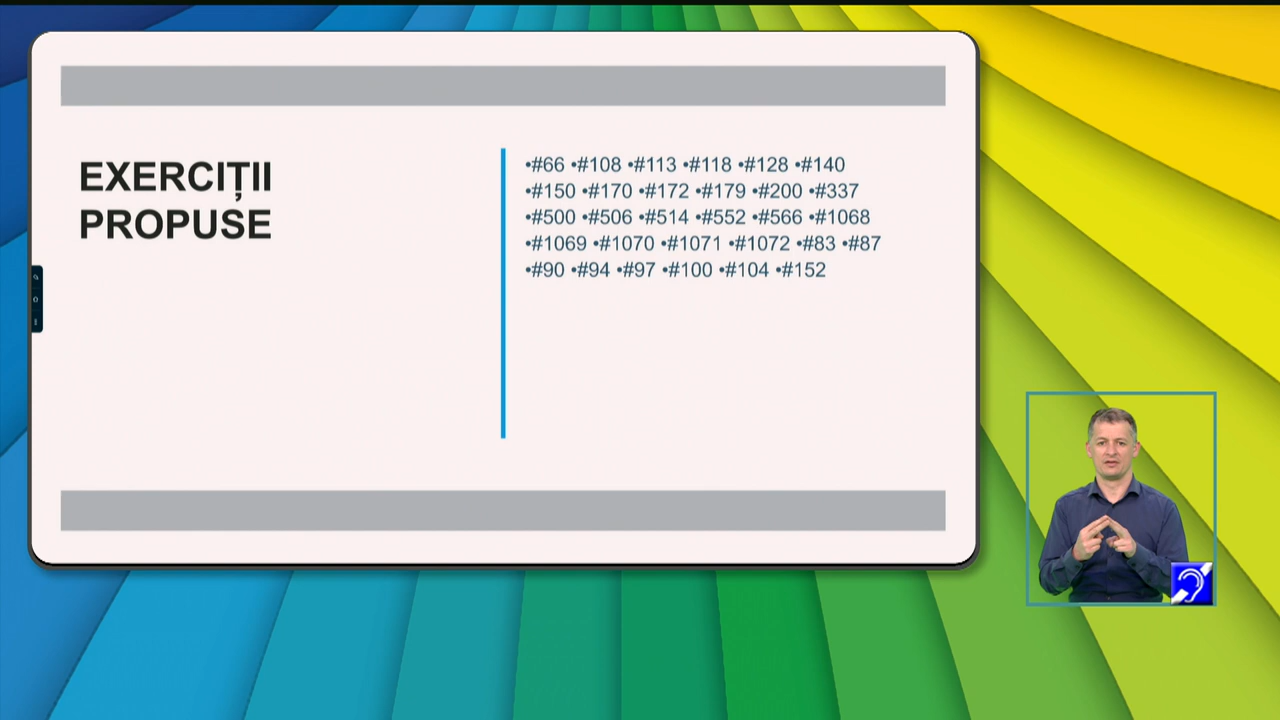 EXERCIȚII
PROPUSE
•#66 •#108 •#113 •#118 •#128 •#140
•#150 •#170 •#172 •#179 •#200 •#337
•#500 •#506 •#514 •#552 •#566 •#1068
•#1069 •#1070 •#1071 •#1072 •#83 •#87
•#90 •#94 •#97 •#100 •#104 •#152